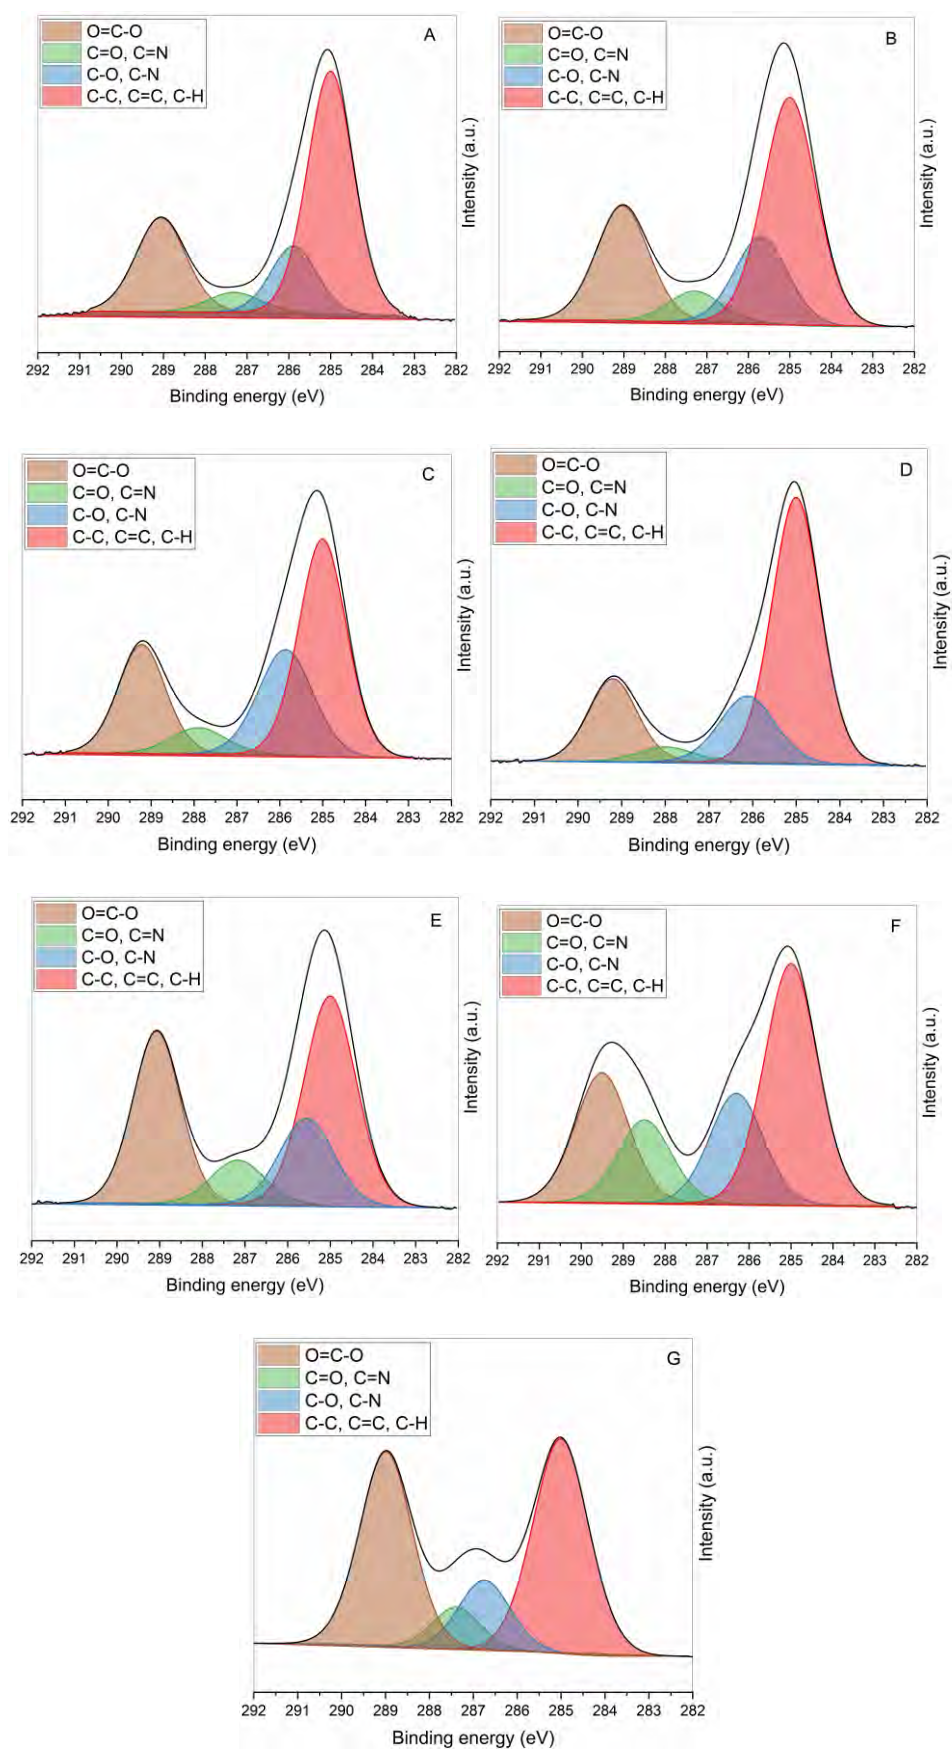 O=C-O
C=O, C=N
C-O, C-N
C-C, C=C, C-H
A
Intensity (a.u.)
292 291 290 289 288 287 286 285 284 283 282
Binding energy (eV)
O=C-O
C=O, C=N
C-O, C-N
C-C, C=C, C-H
B
Intensity (a.u.)
292 291 290 289 288 287 286 285 284 283 282
Binding energy (eV)
O=C-O
C=O, C=N
C-O, C-N
C-C, C=C, C-H
C
Intensity (a.u.)
292 291 290 289 288 287 286 285 284 283 282
Binding energy (eV)
O=C-O
C=O, C=N
C-O, C-N
C-C, C=C, C-H
D
Intensity (a.u.)
292 291 290 289 288 287 286 285 284 283 282
Binding energy (eV)
O=C-O
C=O, C=N
C-O, C-N
C-C, C=C, C-H
E
Intensity (a.u.)
292 291 290 289 288 287 286 285 284 283 282
Binding energy (eV)
O=C-O
C=O, C=N
C-O, C-N
C-C, C=C, C-H
F
Intensity (a.u.)
292 291 290 289 288 287 286 285 284 283 282
Binding energy (eV)
O=C-O
C=O, C=N
C-O, C-N
C-C, C=C, C-H
G
Intensity (a.u.)
292 291 290 289 288 287 286 285 284 283 282
Binding energy (eV)